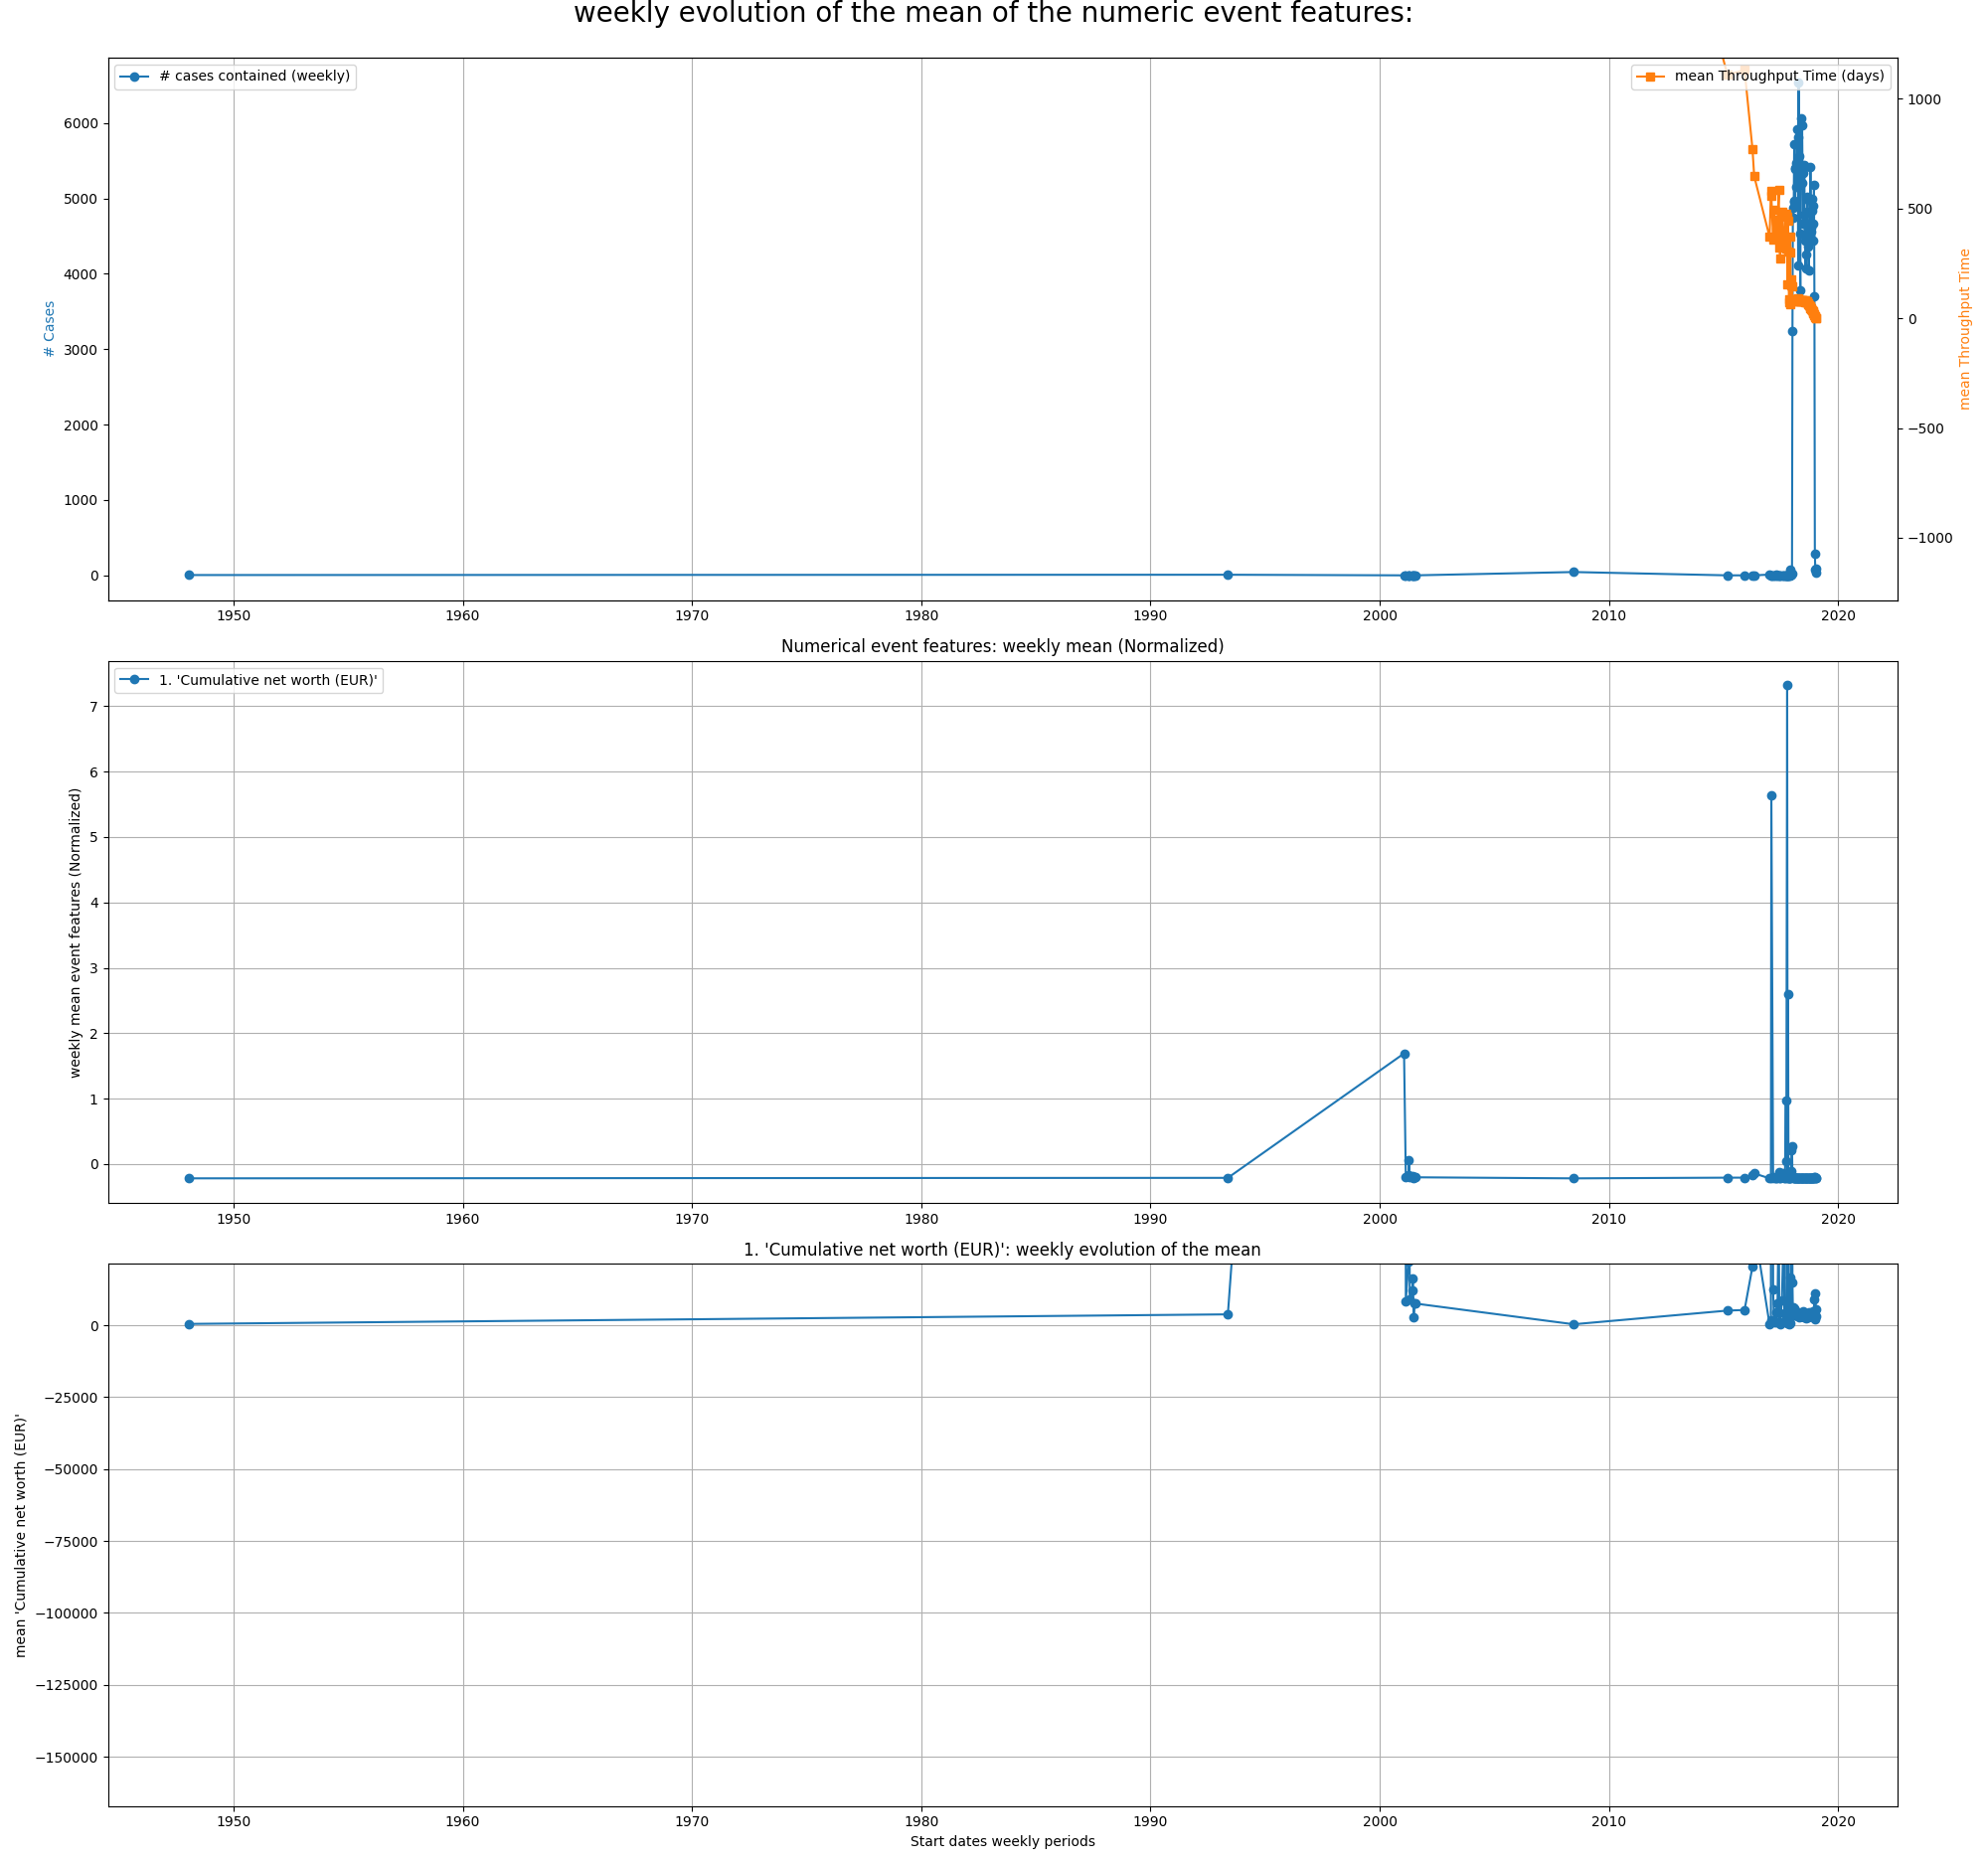 weekly evolution of the mean of the numeric event features:
# cases contained (weekly)
mean Throughput Time (days)
# Cases
6000
5000
4000
3000
2000
1000
0
mean Throughput Time
1000
500
0
−500
−1000
1950 1960 1970 1980 1990 2000 2010 2020
Numerical event features: weekly mean (Normalized)
1. 'Cumulative net worth (EUR)'
weekly mean event features (Normalized)
7
6
5
4
3
2
1
0
1950 1960 1970 1980 1990 2000 2010 2020
1. 'Cumulative net worth (EUR)': weekly evolution of the mean
mean 'Cumulative net worth (EUR)'
0
−25000
−50000
−75000
−100000
−125000
−150000
1950 1960 1970 1980 1990 2000 2010 2020
Start dates weekly periods